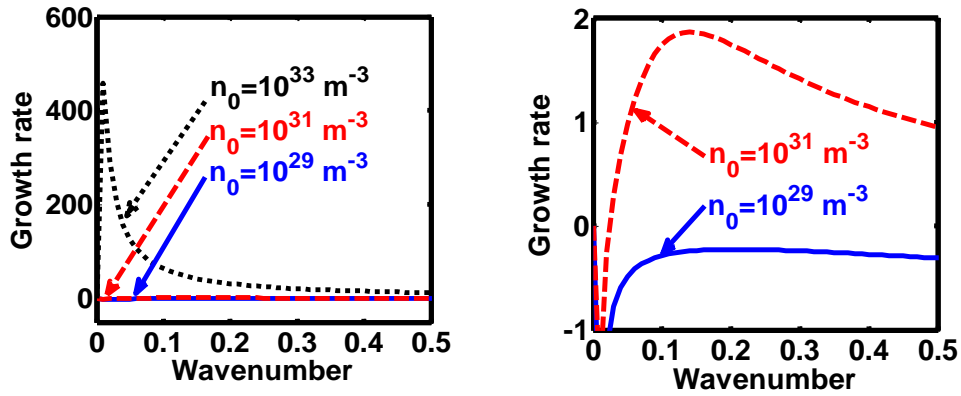 600
400
200
0
Growth rate
n0=10^33 m^-3
n0=10^31 m^-3
n0=10^29 m^-3
0 0.1 0.2 0.3 0.4 0.5
Wavenumber
2
1
0
-1
Growth rate
n0=10^31 m^-3
n0=10^29 m^-3
0 0.1 0.2 0.3 0.4 0.5
Wavenumber